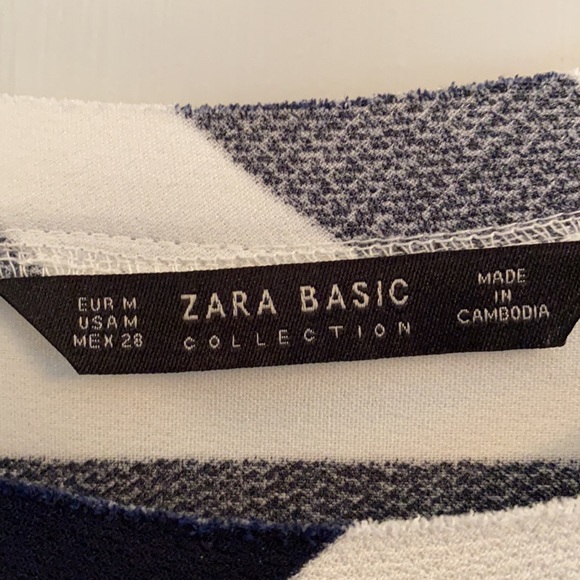 EUR M
USA M
MEX 28
ZARA BASIC
COLLECTION
MADE
IN
CAMBODIA